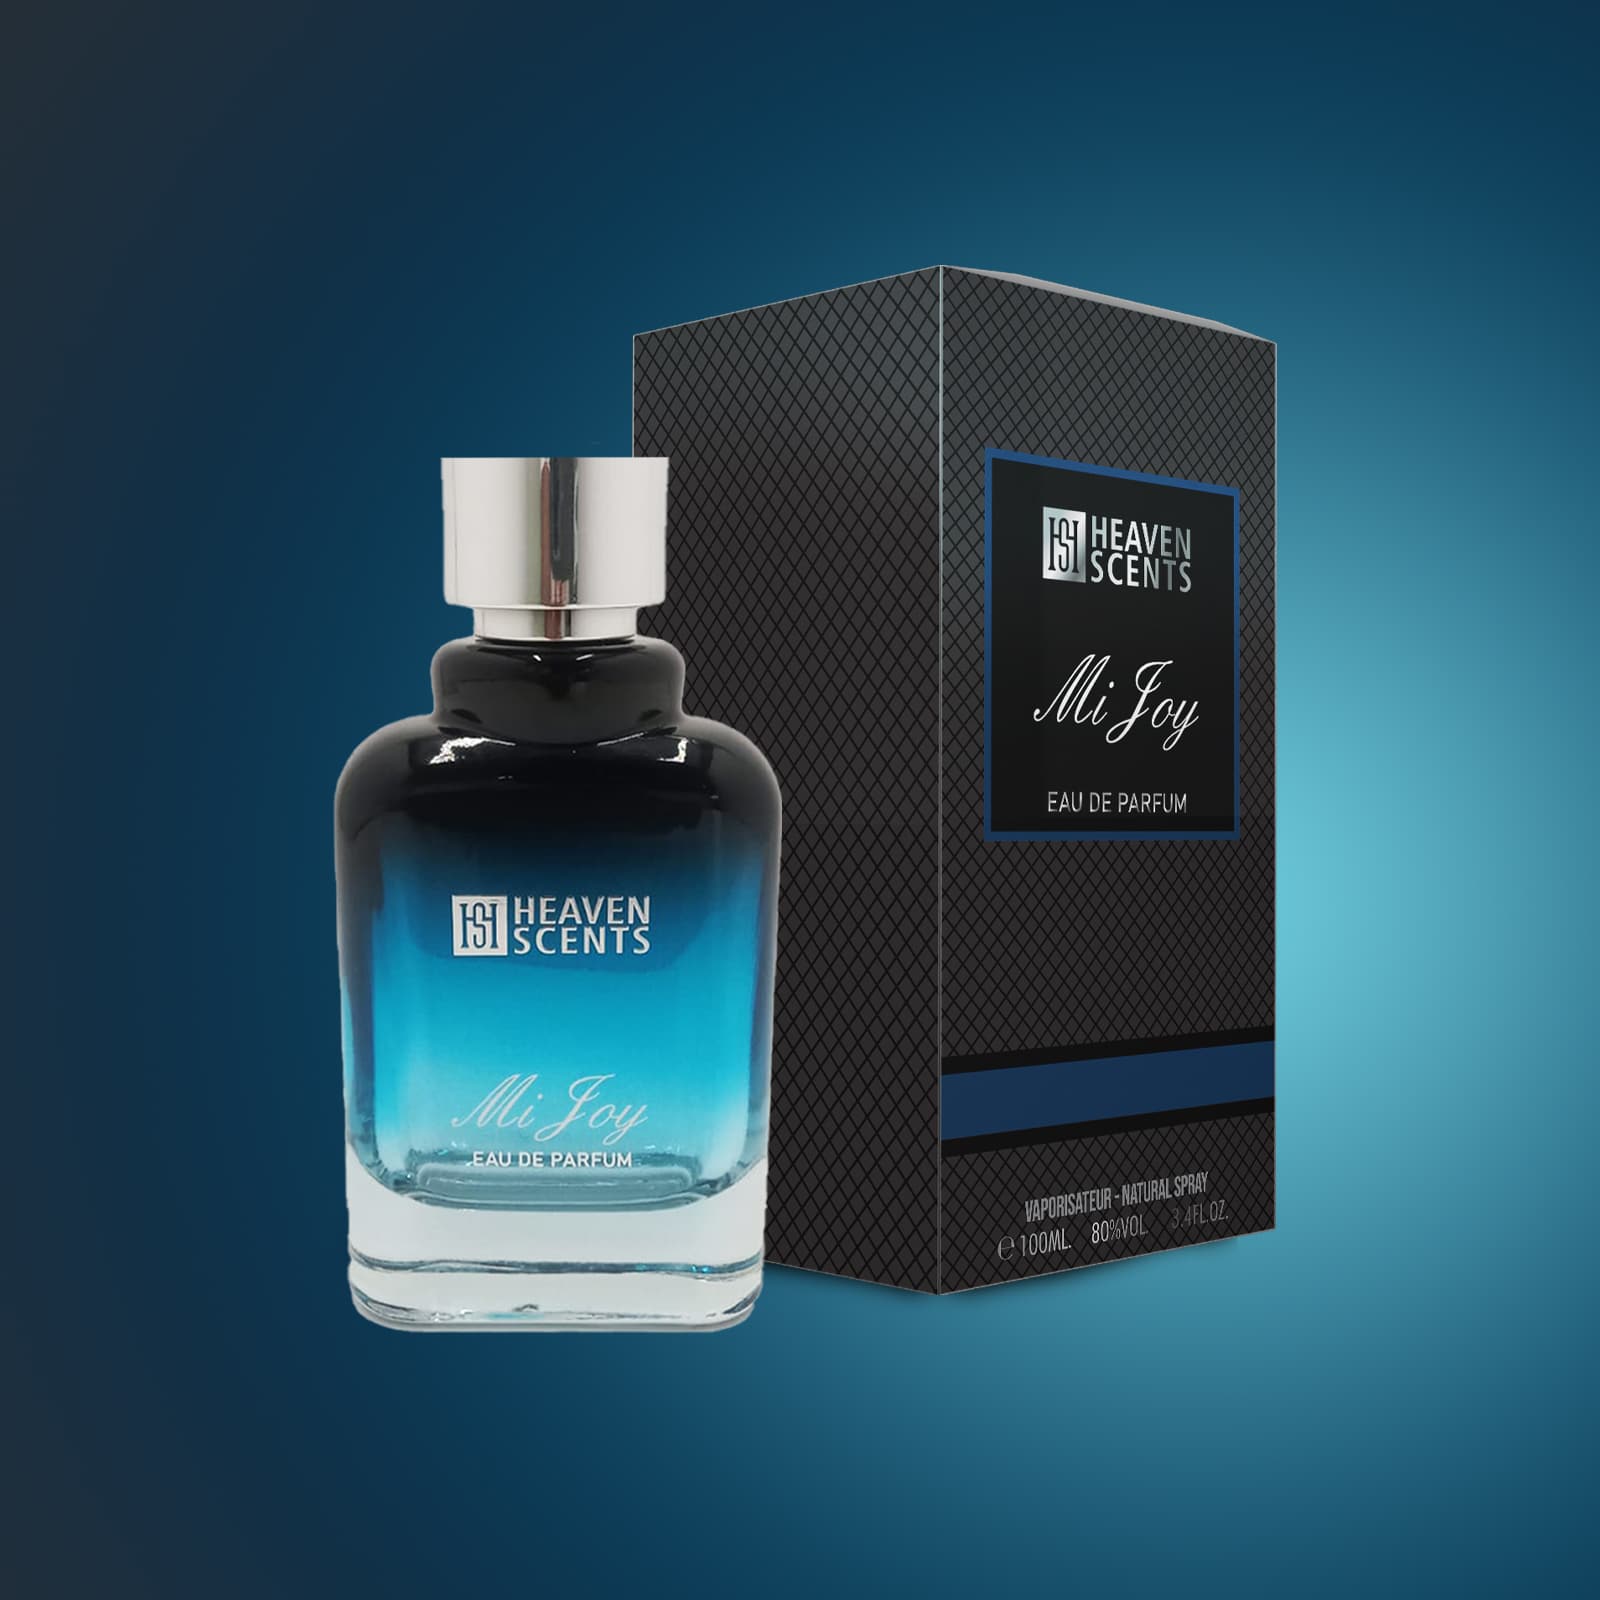 HS HEAVEN
SCENTS
Mi Joy
EAU DE PARFUM
HS HEAVEN
SCENTS
Mi Joy
EAU DE PARFUM
VAPORISATEUR - NATURAL SPRAY
℮ 100ML. 80%VOL. 3.4FL.OZ.